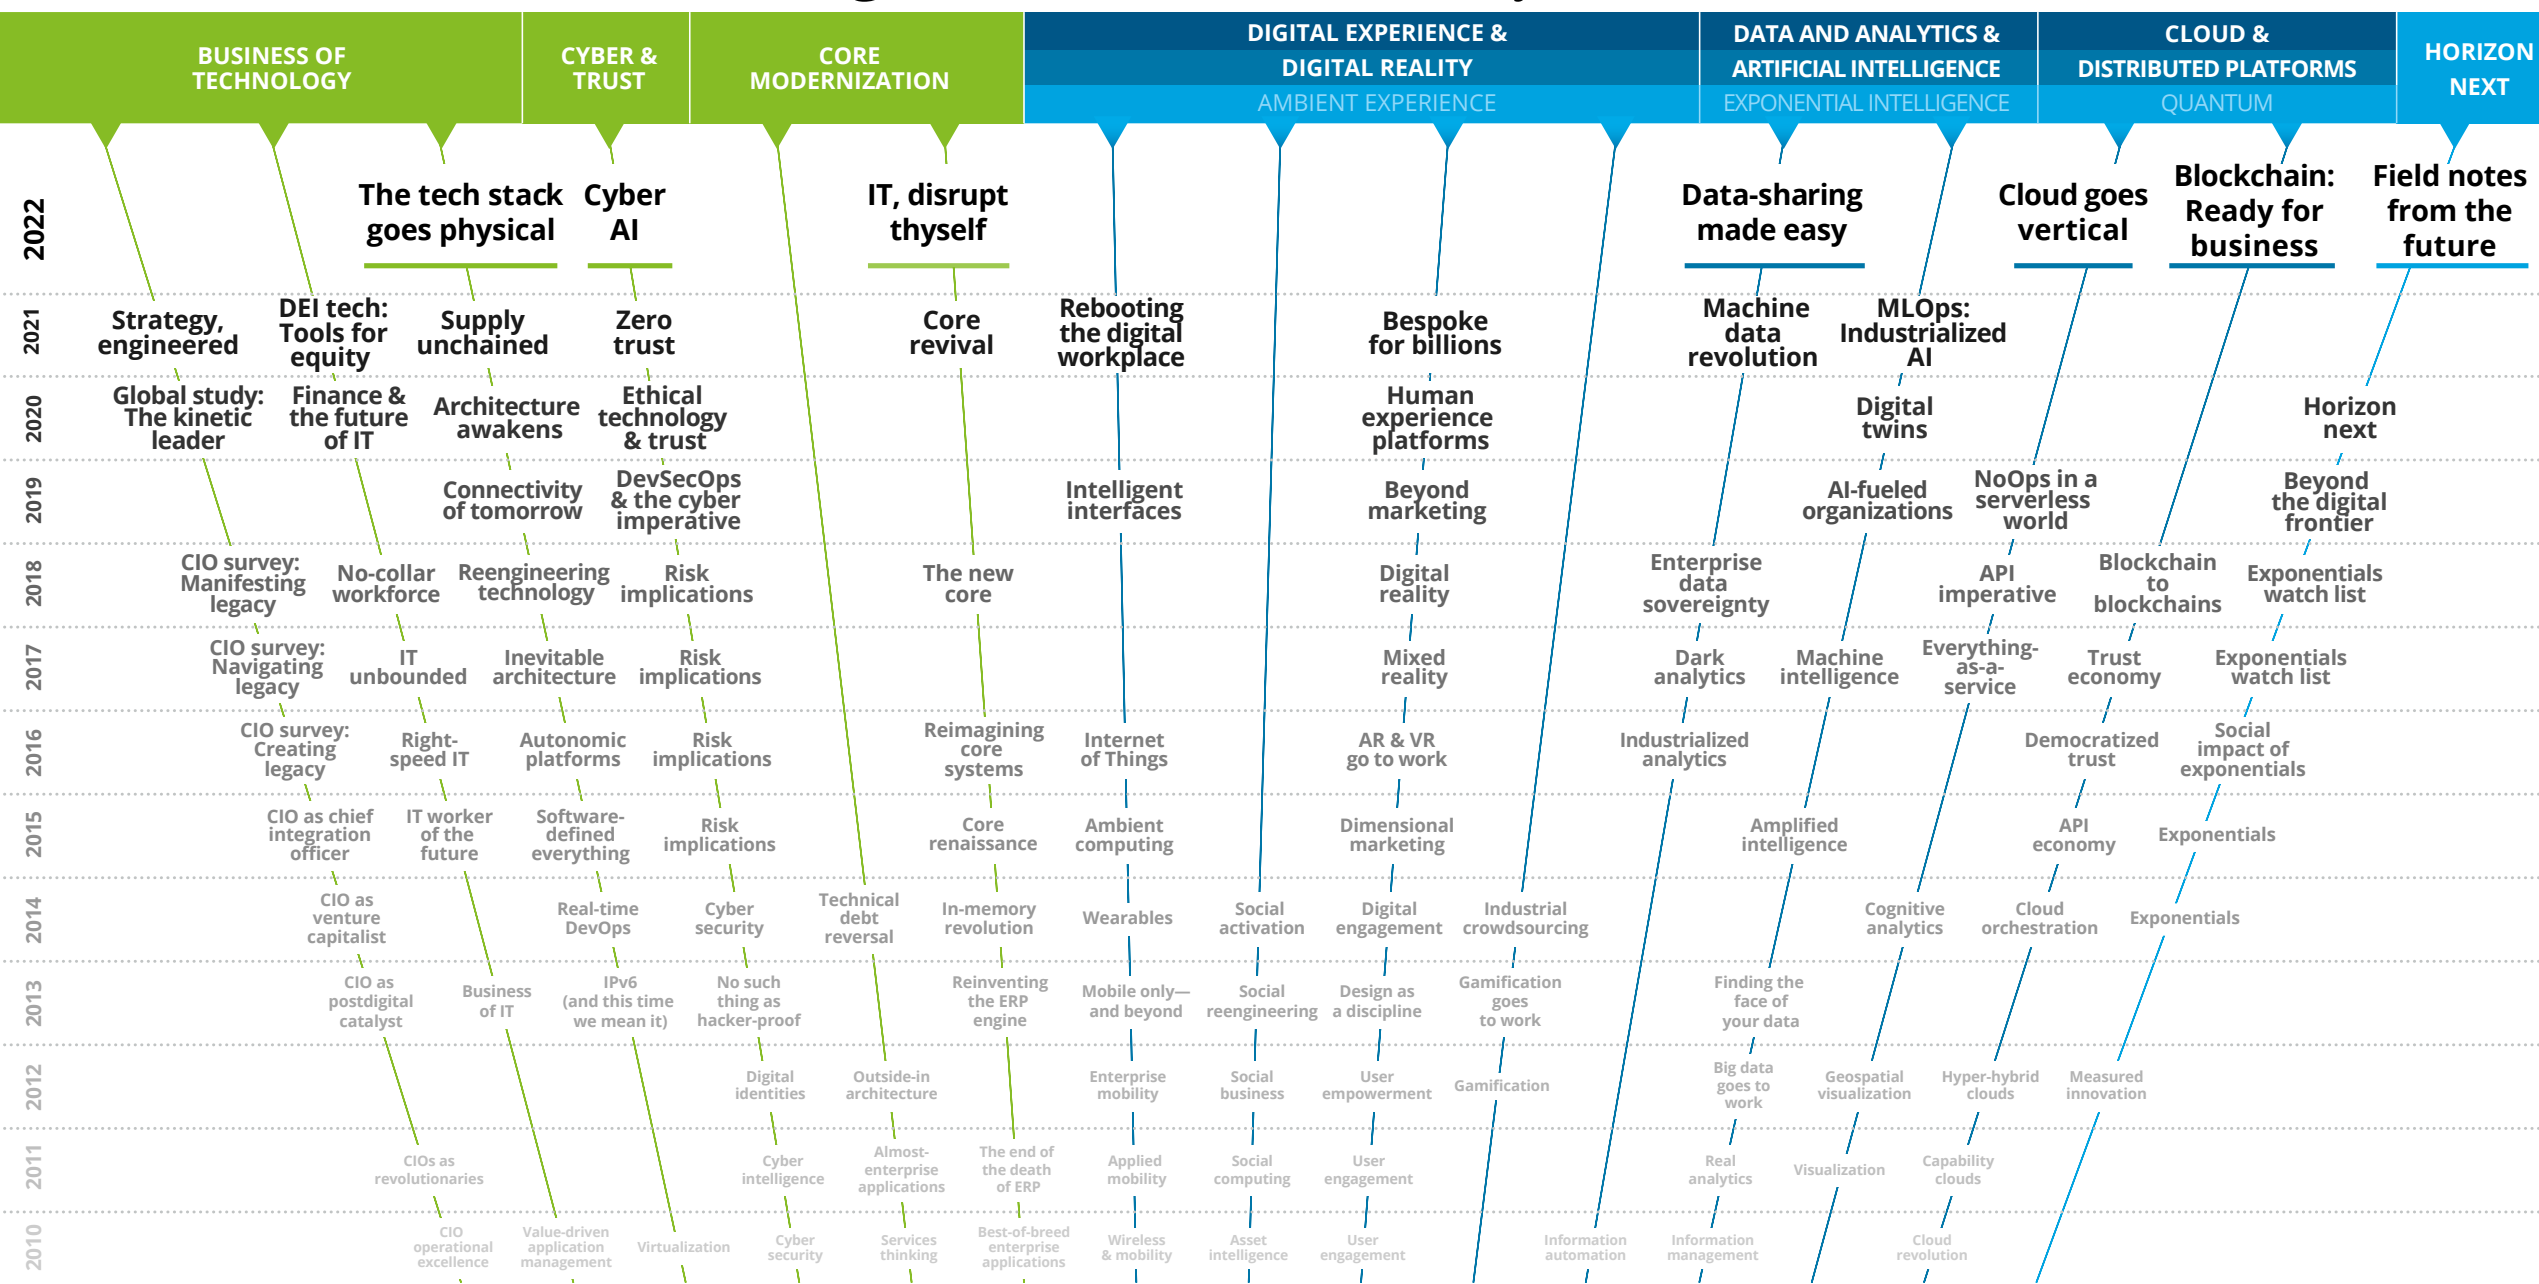 BUSINESS OF
TECHNOLOGY
CYBER &
TRUST
CORE
MODERNIZATION
DIGITAL EXPERIENCE &
DIGITAL REALITY
AMBIENT EXPERIENCE
DATA AND ANALYTICS &
ARTIFICIAL INTELLIGENCE
EXPONENTIAL INTELLIGENCE
CLOUD &
DISTRIBUTED PLATFORMS
QUANTUM
HORIZON
NEXT
2022
The tech stack
goes physical
Cyber
AI
IT, disrupt
thyself
Data-sharing
made easy
Cloud goes
vertical
Blockchain:
Ready for
business
Field notes
from the
future
2021
Strategy,
engineered
DEI tech:
Tools for
equity
Supply
unchained
Zero
trust
Core
revival
Rebooting
the digital
workplace
Bespoke
for billions
Machine
data
revolution
MLOps:
Industrialized
AI
2020
Global study:
The kinetic
leader
Finance &
the future
of IT
Architecture
awakens
Ethical
technology
& trust
Human
experience
platforms
Digital
twins
Horizon
next
2019
Connectivity
of tomorrow
DevSecOps
& the cyber
imperative
Intelligent
interfaces
Beyond
marketing
AI-fueled
organizations
NoOps in a
serverless
world
Beyond
the digital
frontier
2018
CIO survey:
Manifesting
legacy
No-collar
workforce
Reengineering
technology
Risk
implications
The new
core
Digital
reality
Enterprise
data
sovereignty
API
imperative
Blockchain
to
blockchains
Exponentials
watch list
2017
CIO survey:
Navigating
legacy
IT
unbounded
Inevitable
architecture
Risk
implications
Mixed
reality
Dark
analytics
Machine
intelligence
Everything-
as-a-
service
Trust
economy
Exponentials
watch list
2016
CIO survey:
Creating
legacy
Right-
speed IT
Autonomic
platforms
Risk
implications
Reimagining
core
systems
Internet
of Things
AR & VR
go to work
Industrialized
analytics
Democratized
trust
Social
impact of
exponentials
2015
CIO as chief
integration
officer
IT worker
of the
future
Software-
defined
everything
Risk
implications
Core
renaissance
Ambient
computing
Dimensional
marketing
Amplified
intelligence
API
economy
Exponentials
2014
CIO as
venture
capitalist
Real-time
DevOps
Cyber
security
Technical
debt
reversal
In-memory
revolution
Wearables
Social
activation
Digital
engagement
Industrial
crowdsourcing
Cognitive
analytics
Cloud
orchestration
Exponentials
2013
CIO as
postdigital
catalyst
Business
of IT
IPv6
(and this time
we mean it)
No such
thing as
hacker-proof
Reinventing
the ERP
engine
Mobile only—
and beyond
Social
reengineering
Design as
a discipline
Gamification
goes
to work
Finding the
face of
your data
2012
Digital
identities
Outside-in
architecture
Enterprise
mobility
Social
business
User
empowerment
Gamification
Big data
goes to
work
Geospatial
visualization
Hyper-hybrid
clouds
Measured
innovation
2011
CIOs as
revolutionaries
Cyber
intelligence
Almost-
enterprise
applications
The end of
the death
of ERP
Applied
mobility
Social
computing
User
engagement
Real
analytics
Visualization
Capability
clouds
2010
CIO
operational
excellence
Value-driven
application
management
Virtualization
Cyber
security
Services
thinking
Best-of-breed
enterprise
applications
Wireless
& mobility
Asset
intelligence
User
engagement
Information
automation
Information
management
Cloud
revolution